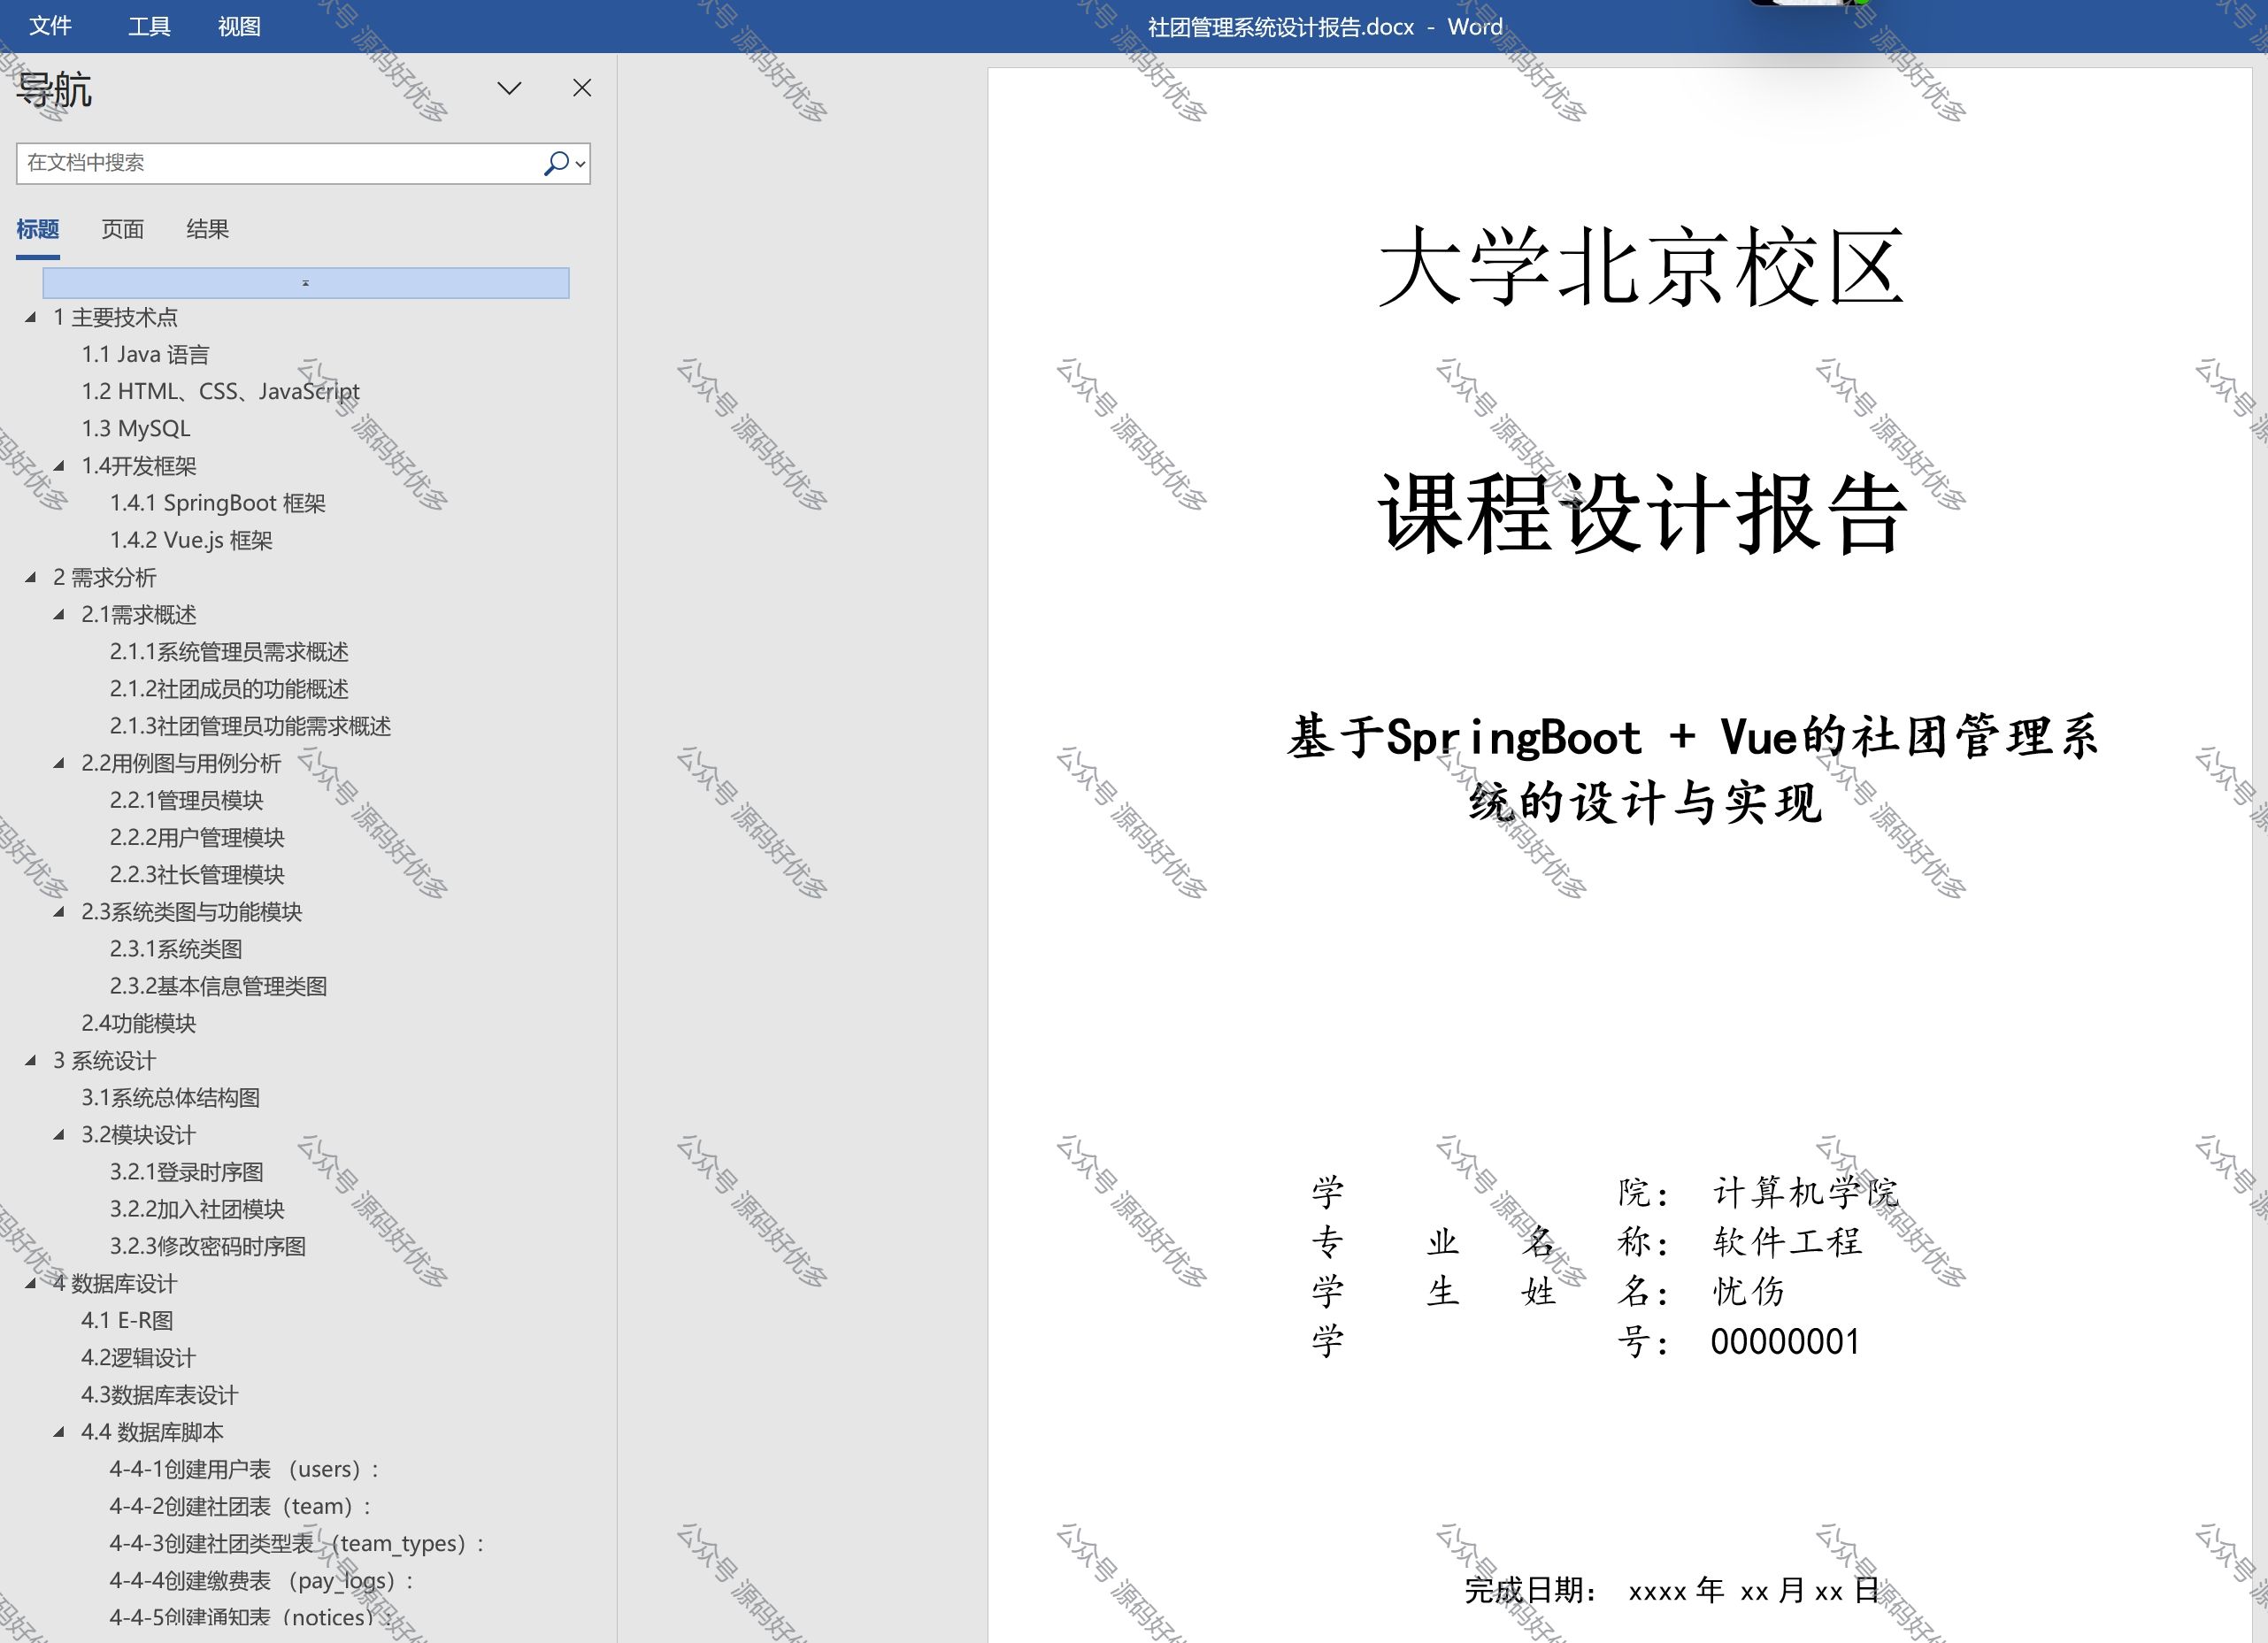 文件 工具 视图 社团管理系统设计报告.docx - Word
导航
在文档中搜索
标题 页面 结果
1 主要技术点
1.1 Java 语言
1.2 HTML、CSS、JavaScript
1.3 MySQL
1.4开发框架
1.4.1 SpringBoot 框架
1.4.2 Vue.js 框架
2 需求分析
2.1需求概述
2.1.1系统管理员需求概述
2.1.2社团成员的功能概述
2.1.3社团管理员功能需求概述
2.2用例图与用例分析
2.2.1管理员模块
2.2.2用户管理模块
2.2.3社长管理模块
2.3系统类图与功能模块
2.3.1系统类图
2.3.2基本信息管理类图
2.4功能模块
3 系统设计
3.1系统总体结构图
3.2模块设计
3.2.1登录时序图
3.2.2加入社团模块
3.2.3修改密码时序图
4 数据库设计
4.1 E-R图
4.2逻辑设计
4.3数据库表设计
4.4 数据库脚本
4-4-1创建用户表 （users）:
4-4-2创建社团表（team）:
4-4-3创建社团类型表 （team_types）:
4-4-4创建缴费表 （pay_logs）:
4-4-5创建通知表（notices）:
大学北京校区
课程设计报告
基于SpringBoot + Vue的社团管理系
统的设计与实现
学 院： 计算机学院
专 业 名 称： 软件工程
学 生 姓 名： 忧伤
学 号： 00000001
完成日期： xxxx 年 xx 月 xx 日
公众号 源码好优多